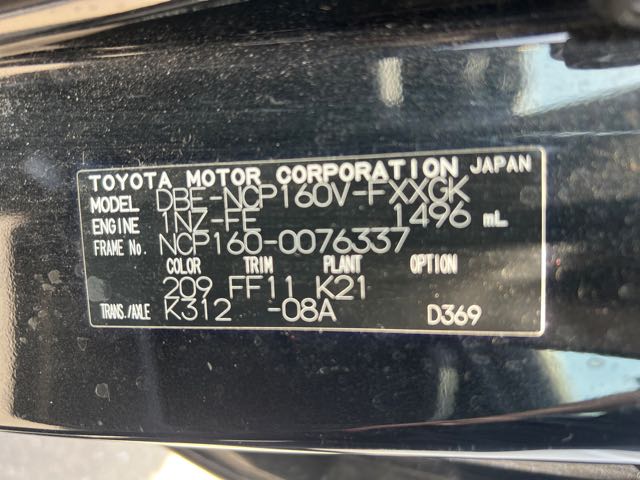 TOYOTA MOTOR CORPORATION JAPAN
MODEL DBE-NCP160V-FXXGK
ENGINE 1NZ-FE 1496 mL
FRAME No. NCP160-0076337
COLOR TRIM PLANT OPTION
209 FF11 K21
TRANS./AXLE K312 -08A D369